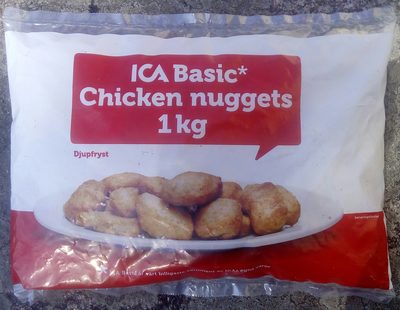 ICA Basic*
Chicken nuggets
1 kg
Djupfryst